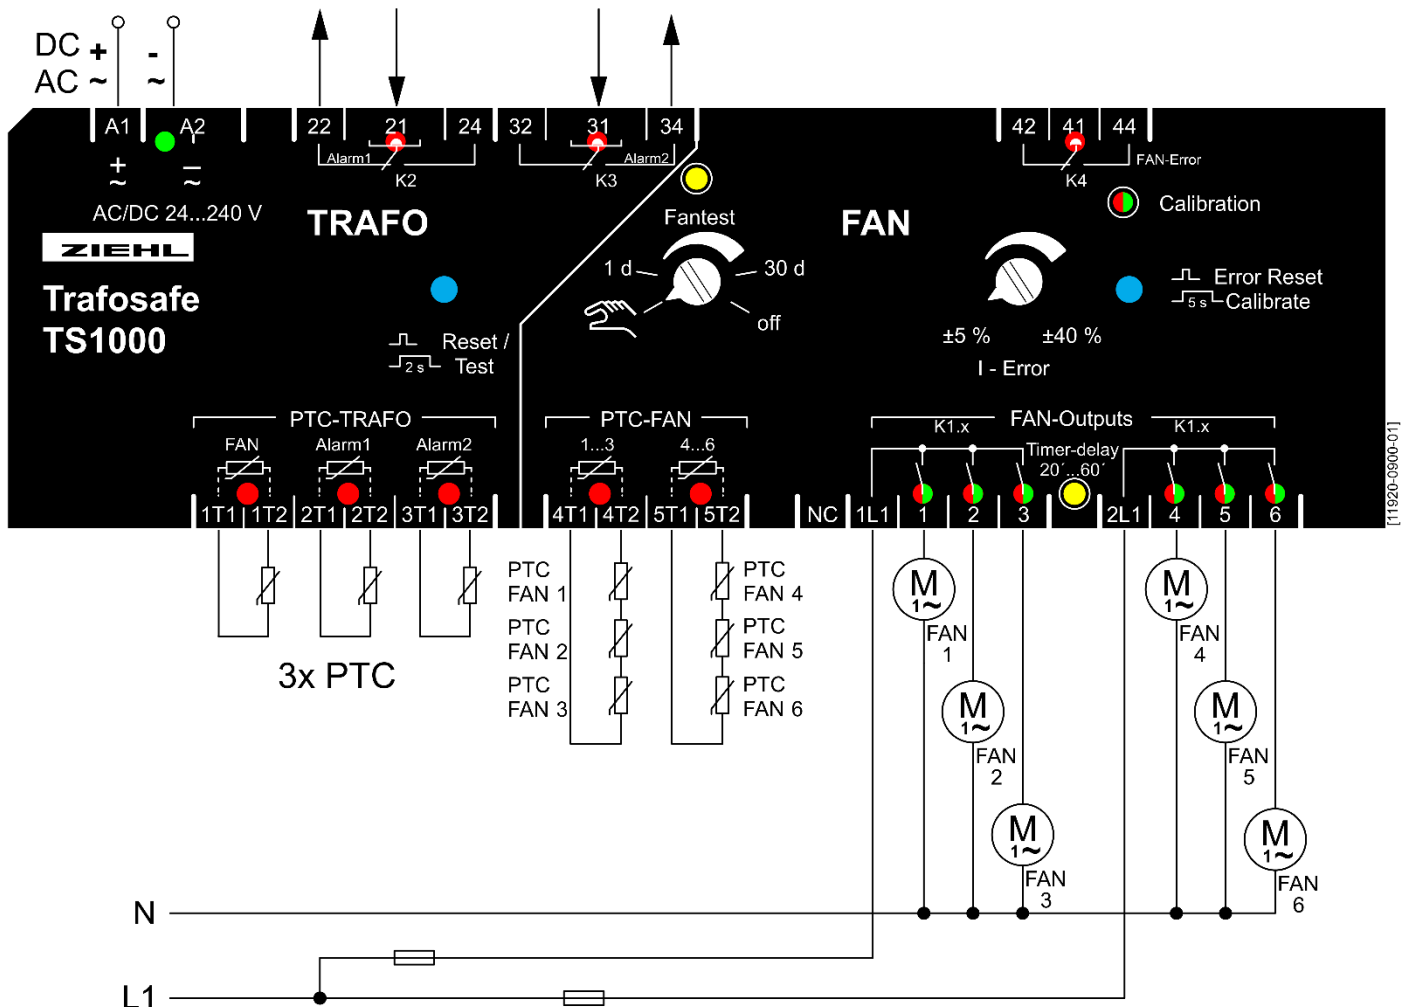 DC + -
AC ~ ~
A1 A2 22 21 24 32 31 34 42 41 44
Alarm1 K2 K3 Alarm2 K4 FAN-Error
+ –
~ ~
AC/DC 24...240 V
TRAFO
Fantest
FAN
Calibration
ZIEHL
Trafosafe
TS1000
1 d 30 d
off
Reset /
2 s Test
±5 % ±40 %
I - Error
Error Reset
5 s Calibrate
PTC-TRAFO PTC-FAN FAN-Outputs
FAN Alarm1 Alarm2 1...3 4...6 K1.x K1.x
Timer-delay
20´...60´
1T1 1T2 2T1 2T2 3T1 3T2 4T1 4T2 5T1 5T2 NC 1L1 1 2 3 2L1 4 5 6
[11920-0900-01]
3x PTC
PTC
FAN 1
PTC
FAN 2
PTC
FAN 3
PTC
FAN 4
PTC
FAN 5
PTC
FAN 6
M
1~
FAN
1
M
1~
FAN
2
M
1~
FAN
3
M
1~
FAN
4
M
1~
FAN
5
M
1~
FAN
6
N
L1